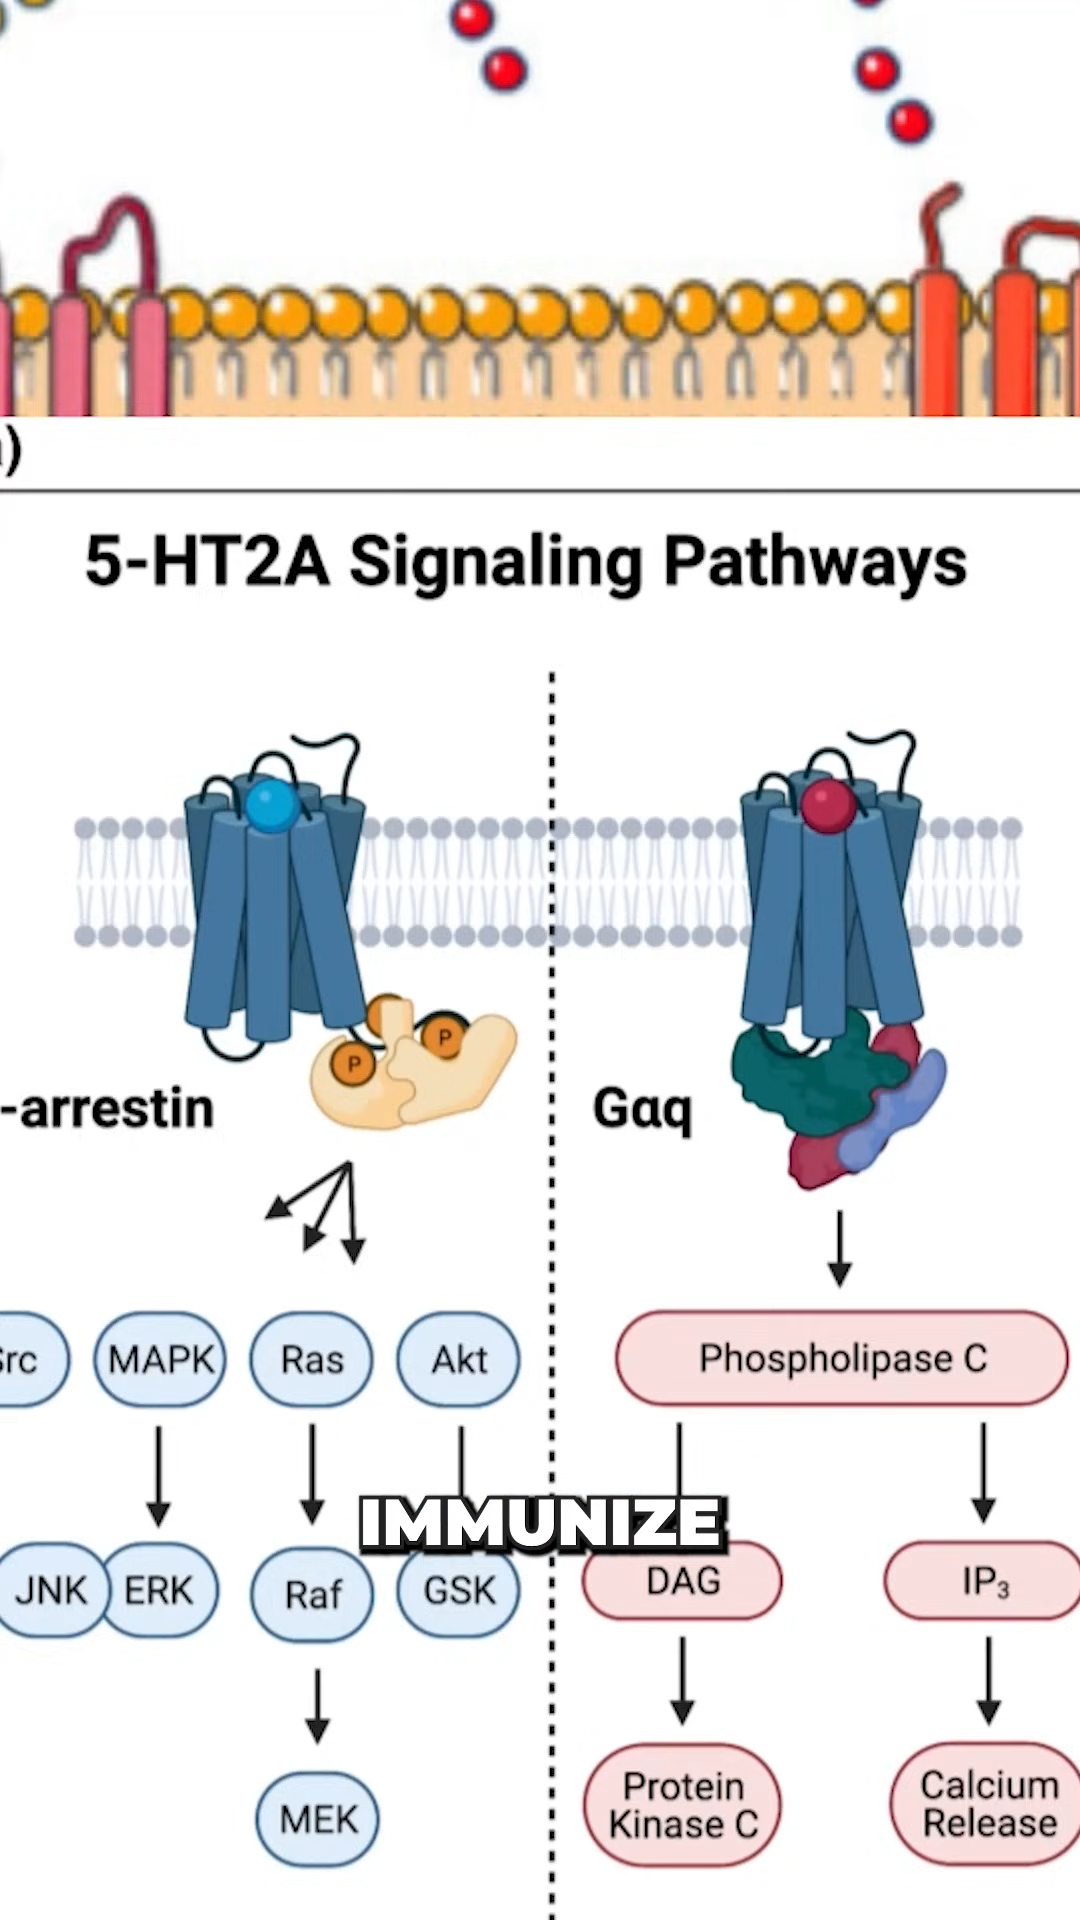 )
5-HT2A Signaling Pathways
P
P
-arrestin
Gαq
MAPK
Ras
Akt
Phospholipase C
IMMUNIZE
JNK
ERK
Raf
GSK
DAG
IP₃
MEK
Protein
Kinase C
Calcium
Release